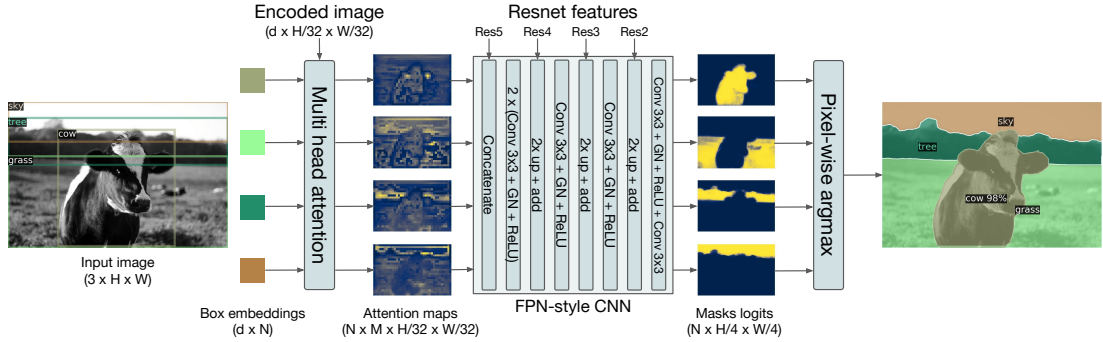 Encoded image
(d x H/32 x W/32)
Resnet features
Res5
Res4
Res3
Res2
sky
tree
cow
grass
Input image
(3 x H x W)
Box embeddings
(d x N)
Multi head attention
Attention maps
(N x M x H/32 x W/32)
Concatenate
2 x (Conv 3x3 + GN + ReLU)
2x up + add
Conv 3x3 + GN + ReLU
2x up + add
Conv 3x3 + GN + ReLU
2x up + add
Conv 3x3 + GN + ReLU + Conv 3x3
FPN-style CNN
Masks logits
(N x H/4 x W/4)
Pixel-wise argmax
sky
tree
cow 98%
grass